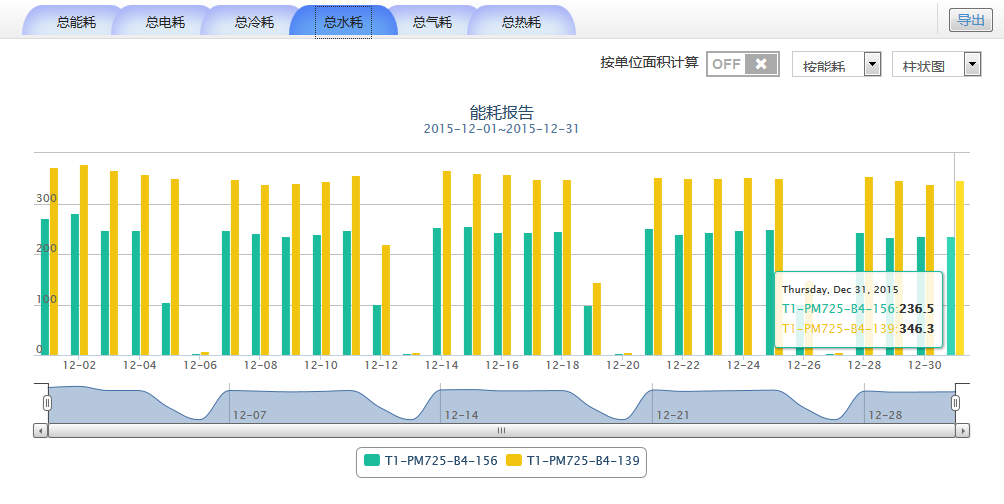 总能耗 总电耗 总冷耗 总水耗 总气耗 总热耗 导出
按单位面积计算 OFF 按能耗 柱状图
能耗报告
2015-12-01~2015-12-31
300
200
100
0
Thursday, Dec 31, 2015
T1-PM725-B4-156:236.5
T1-PM725-B4-139:346.3
12-02 12-04 12-06 12-08 12-10 12-12 12-14 12-16 12-18 12-20 12-22 12-24 12-26 12-28 12-30
12-07 12-14 12-21 12-28
T1-PM725-B4-156 T1-PM725-B4-139